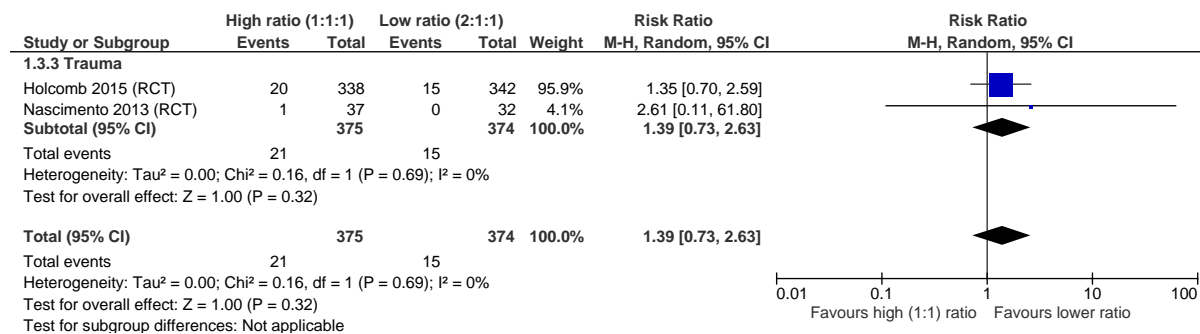 High ratio (1:1:1) Low ratio (2:1:1) Risk Ratio Risk Ratio
Study or Subgroup Events Total Events Total Weight M-H, Random, 95% CI M-H, Random, 95% CI
1.3.3 Trauma
Holcomb 2015 (RCT) 20 338 15 342 95.9% 1.35 [0.70, 2.59]
Nascimento 2013 (RCT) 1 37 0 32 4.1% 2.61 [0.11, 61.80]
Subtotal (95% CI) 375 374 100.0% 1.39 [0.73, 2.63]
Total events 21 15
Heterogeneity: Tau² = 0.00; Chi² = 0.16, df = 1 (P = 0.69); I² = 0%
Test for overall effect: Z = 1.00 (P = 0.32)
Total (95% CI) 375 374 100.0% 1.39 [0.73, 2.63]
Total events 21 15
Heterogeneity: Tau² = 0.00; Chi² = 0.16, df = 1 (P = 0.69); I² = 0%
Test for overall effect: Z = 1.00 (P = 0.32)
Test for subgroup differences: Not applicable
0.01 0.1 1 10 100
Favours high (1:1) ratio Favours lower ratio